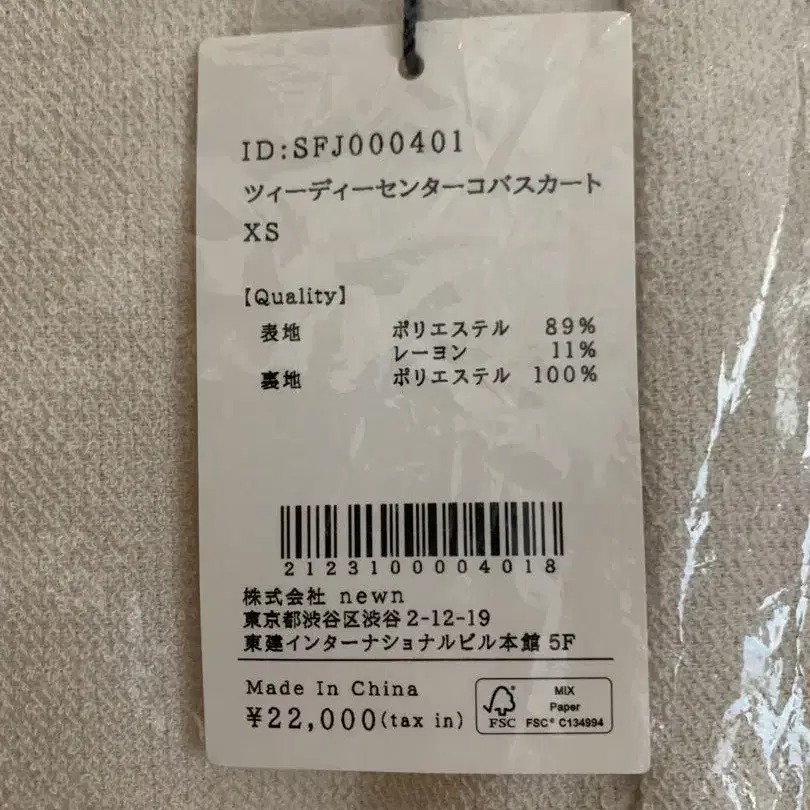 ID:SFJ000401
ツィーディーセンターコバスカート
XS
【Quality】
表地 ポリエステル 89%
レーヨン 11%
裏地 ポリエステル 100%
2123100004018
株式会社 newn
東京都渋谷区渋谷2-12-19
東建インターナショナルビル本館 5F
Made In China
¥22,000(tax in)
FSC
MIX
Paper
FSC® C134994